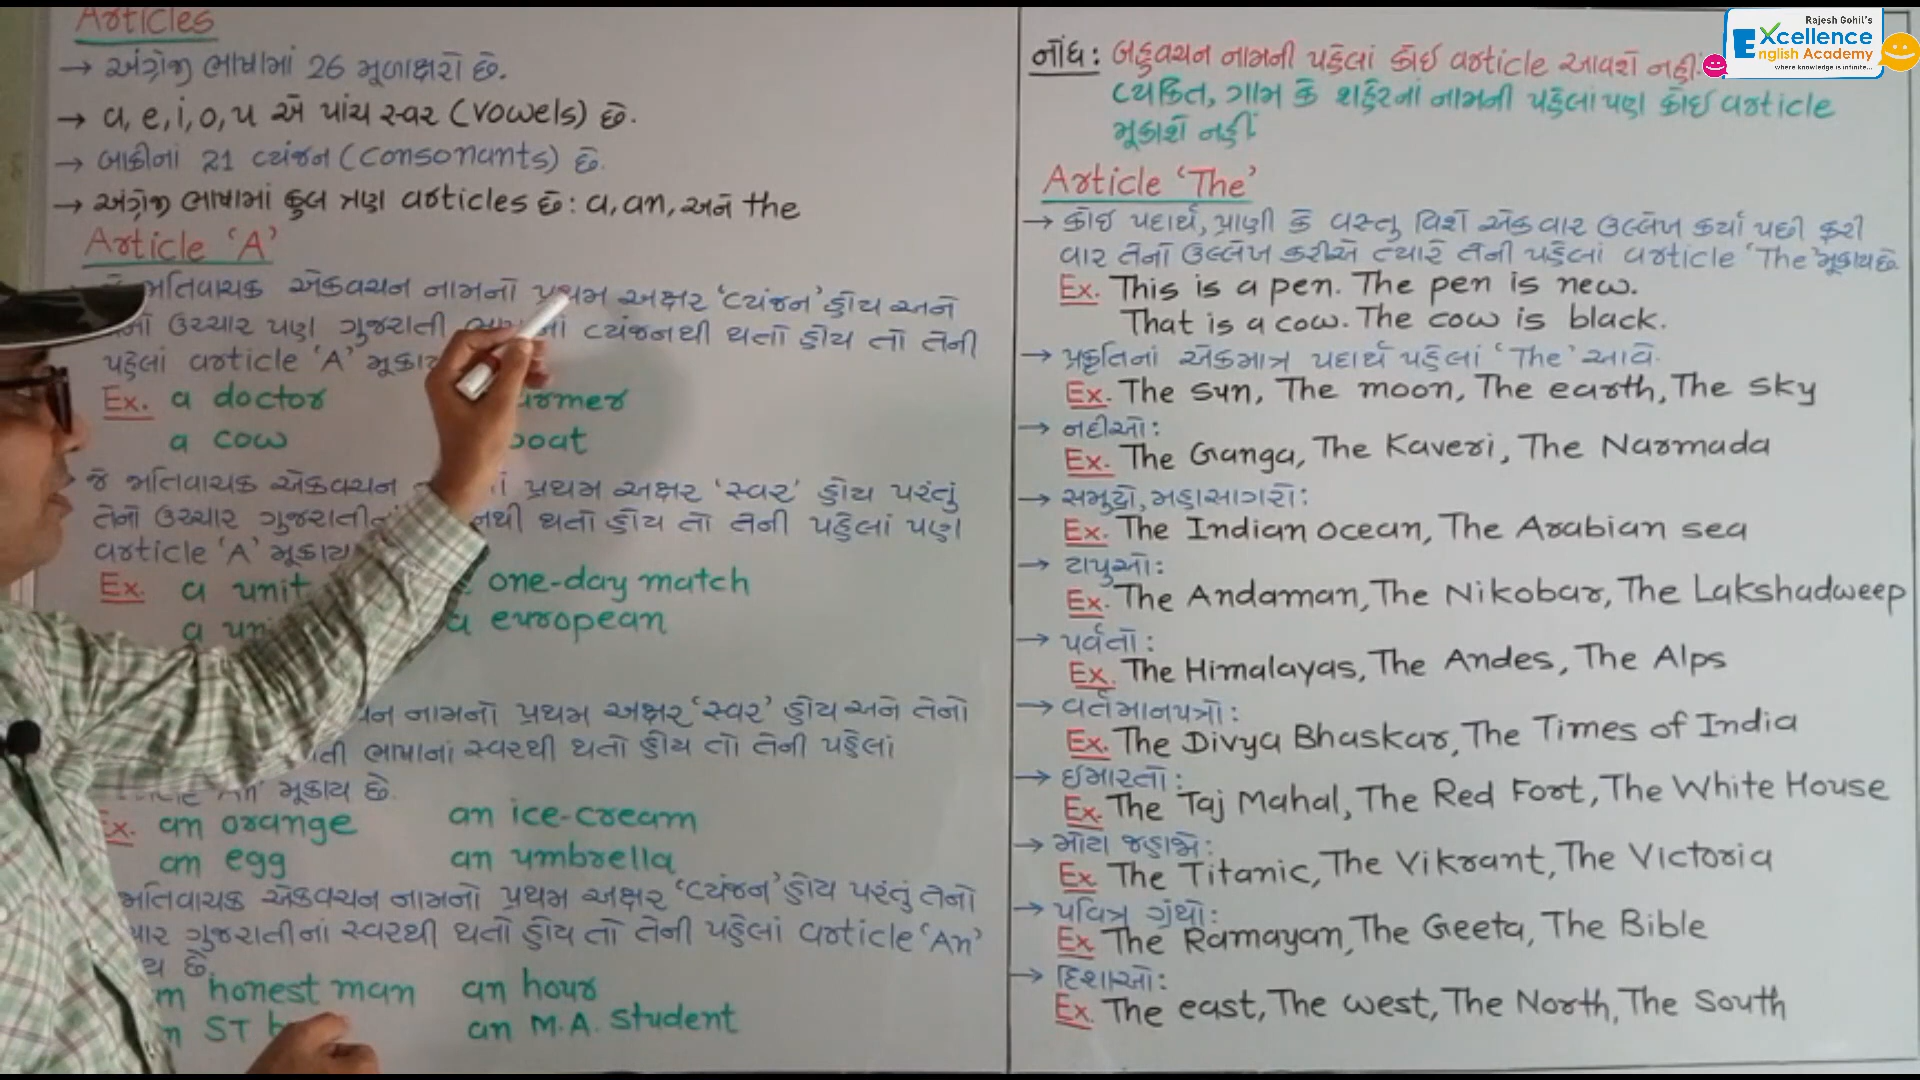 Articles
→ અંગ્રેજી ભાષામાં 26 મૂળાક્ષરો છે.
→ a, e, i, o, u એ પાંચ સ્વર (vowels) છે.
→ બાકીનાં 21 વ્યંજન (consonants) છે.
→ અંગ્રેજી ભાષામાં કુલ ત્રણ articles છે: a, an, અને the
Article 'A'
જાતિવાચક એકવચન નામનો પ્રથમ અક્ષર 'વ્યંજન' હોય અને
ઉચ્ચાર પણ ગુજરાતી વ્યંજનથી થતો હોય તો તેની
પહેલાં article 'A'
Ex. a doctor
a cow
જે જાતિવાચક એકવચન પ્રથમ અક્ષર 'સ્વર' હોય પરંતુ
તેનો ઉચ્ચાર થતો હોય તો તેની પહેલાં પણ
article 'A' મૂકાય
Ex. a unit one-day match
a a european
નામનો પ્રથમ અક્ષર 'સ્વર' હોય અને તેનો
ભાષાનાં સ્વરથી થતો હોય તો તેની પહેલાં
'An' મૂકાય છે.
Ex. an orange an ice-cream
an egg an umbrella
જાતિવાચક એકવચન નામનો પ્રથમ અક્ષર 'વ્યંજન' હોય પરંતુ તેનો
ગુજરાતીનાં સ્વરથી થતો હોય તો તેની પહેલાં article 'An'
છે.
honest man an hour
ST an M.A. student
નોંધ: બહુવચન નામની પહેલાં કોઈ article આવશે નહીં.
વ્યક્તિ, ગામ કે શહેરનાં નામની પહેલાં પણ કોઈ article
મૂકાશે નહીં
Article 'The'
→ કોઈ પદાર્થ, પ્રાણી કે વસ્તુ વિશે એકવાર ઉલ્લેખ કર્યા પછી ફરી
વાર તેનો ઉલ્લેખ કરીએ ત્યારે તેની પહેલાં article 'The' મૂકાય છે.
Ex. This is a pen. The pen is new.
That is a cow. The cow is black.
→ પ્રકૃતિનાં એકમાત્ર પદાર્થ પહેલાં 'The' આવે.
Ex. The sun, The moon, The earth, The sky
→ નદીઓ:
Ex. The Ganga, The Kaveri, The Narmada
→ સમુદ્રો, મહાસાગરો:
Ex. The Indian ocean, The Arabian sea
→ ટાપુઓ:
Ex. The Andaman, The Nikobar, The Lakshadweep
→ પર્વતો:
Ex. The Himalayas, The Andes, The Alps
→ વર્તમાનપત્રો:
Ex. The Divya Bhaskar, The Times of India
→ ઈમારતો:
Ex. The Taj Mahal, The Red Fort, The White House
→ મોટા જહાજો:
Ex. The Titanic, The Vikrant, The Victoria
→ પવિત્ર ગ્રંથો:
Ex. The Ramayan, The Geeta, The Bible
→ દિશાઓ:
Ex. The east, The west, The North, The South
Rajesh Gohil's
Excellence
English Academy
where knowledge is infinite...